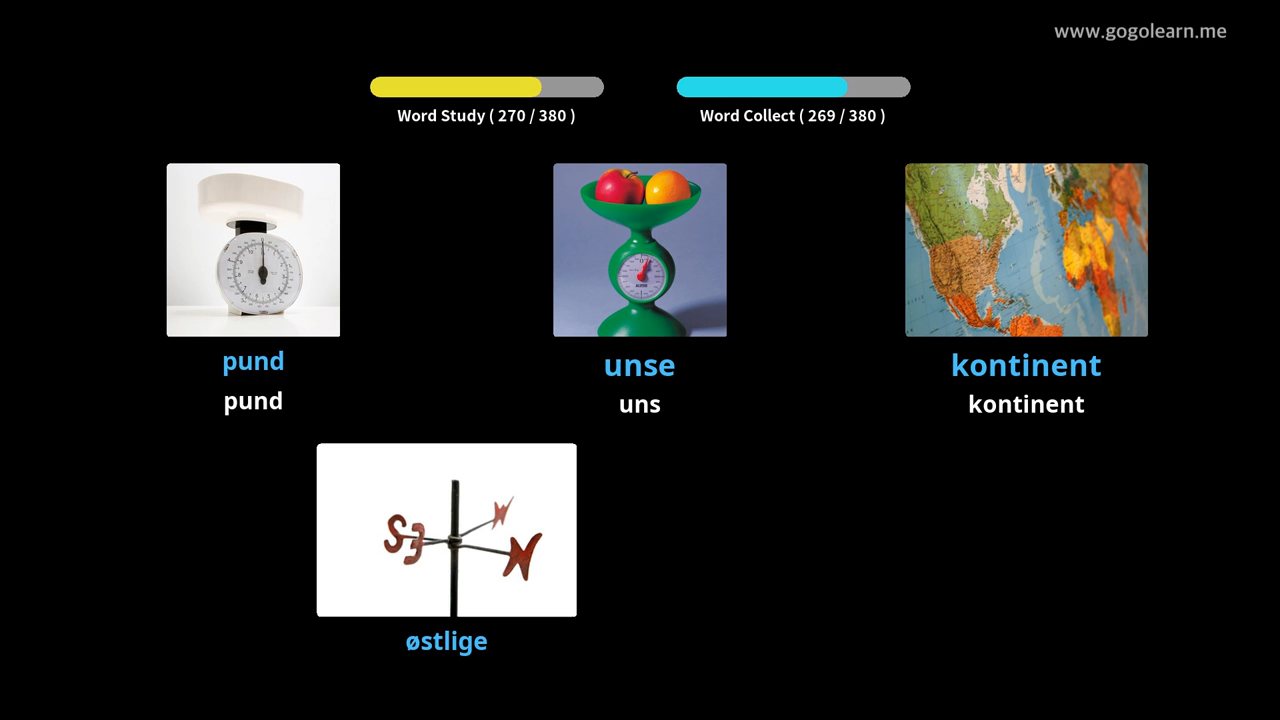 www.gogolearn.me
Word Study ( 270 / 380 )
Word Collect ( 269 / 380 )
pund
pund
unse
uns
kontinent
kontinent
S
E
N
østlige